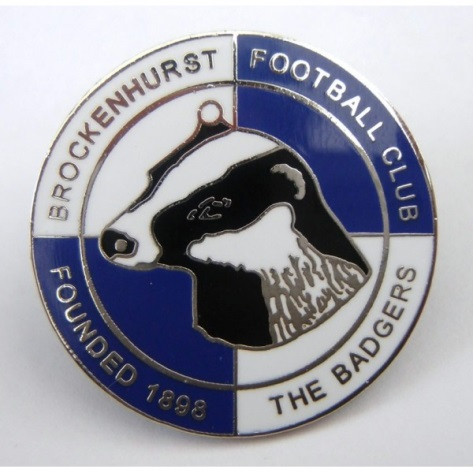 BROCKENHURST
FOOTBALL CLUB
FOUNDED 1898
THE BADGERS